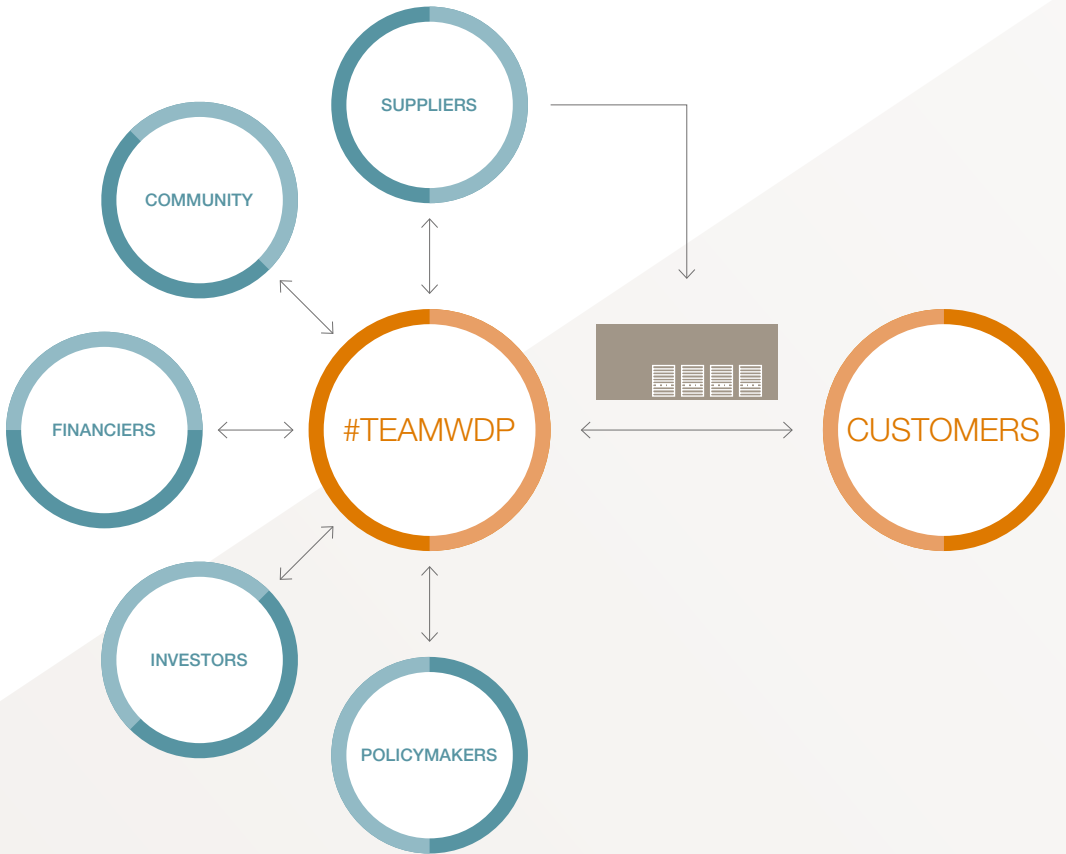 SUPPLIERS
COMMUNITY
FINANCIERS
#TEAMWDP
CUSTOMERS
INVESTORS
POLICYMAKERS